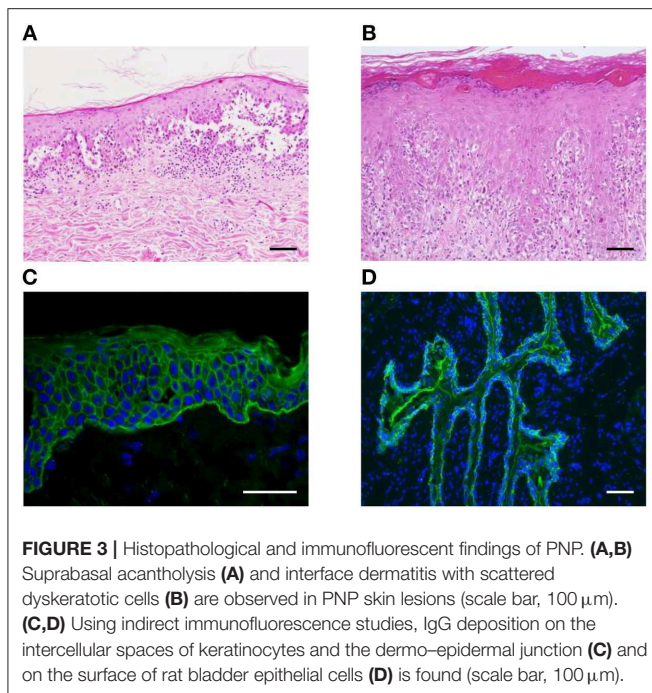 A
B
C
D
FIGURE 3 | Histopathological and immunofluorescent findings of PNP. (A,B)
Suprabasal acantholysis (A) and interface dermatitis with scattered
dyskeratotic cells (B) are observed in PNP skin lesions (scale bar, 100 μm).
(C,D) Using indirect immunofluorescence studies, IgG deposition on the
intercellular spaces of keratinocytes and the dermo–epidermal junction (C) and
on the surface of rat bladder epithelial cells (D) is found (scale bar, 100 μm).